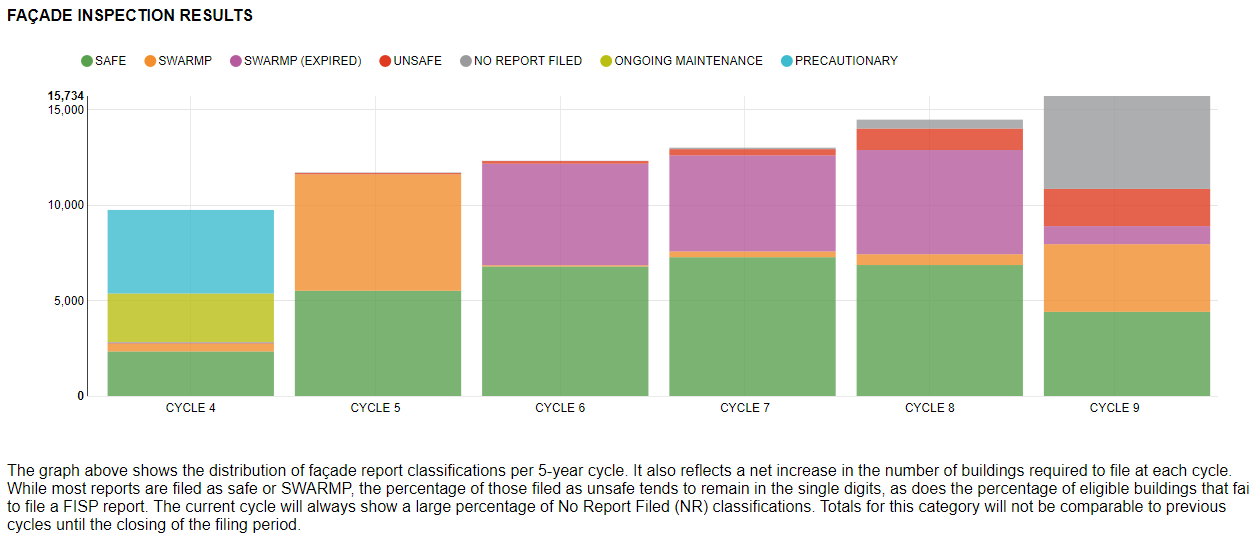 FAÇADE INSPECTION RESULTS
SAFE SWARMP SWARMP (EXPIRED) UNSAFE NO REPORT FILED ONGOING MAINTENANCE PRECAUTIONARY
15,734
15,000
10,000
5,000
0
CYCLE 4 CYCLE 5 CYCLE 6 CYCLE 7 CYCLE 8 CYCLE 9
The graph above shows the distribution of façade report classifications per 5-year cycle. It also reflects a net increase in the number of buildings required to file at each cycle.
While most reports are filed as safe or SWARMP, the percentage of those filed as unsafe tends to remain in the single digits, as does the percentage of eligible buildings that fai
to file a FISP report. The current cycle will always show a large percentage of No Report Filed (NR) classifications. Totals for this category will not be comparable to previous
cycles until the closing of the filing period.